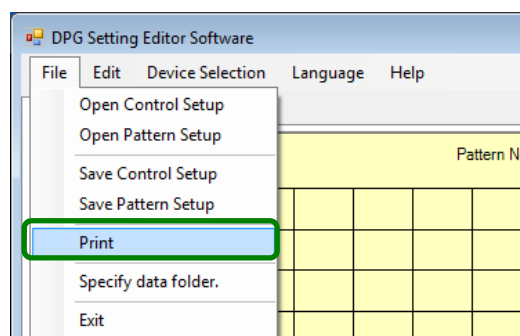 DPG Setting Editor Software
File Edit Device Selection Language Help
Open Control Setup
Open Pattern Setup
Pattern N
Save Control Setup
Save Pattern Setup
Print
Specify data folder.
Exit